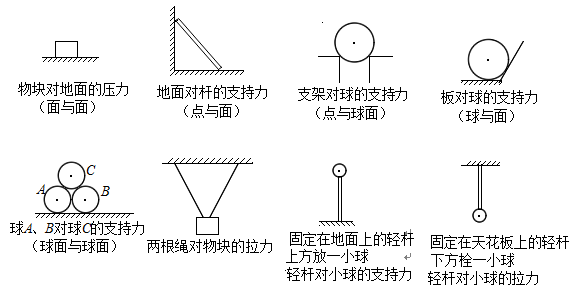 物块对地面的压力
（面与面）
地面对杆的支持力
（点与面）
支架对球的支持力
（点与球面）
板对球的支持力
（球与面）
C
A
B
球A、B对球C的支持力
（球面与球面）
两根绳对物块的拉力
固定在地面上的轻杆
上方放一小球
轻杆对小球的支持力
固定在天花板上的轻杆
下方栓一小球
轻杆对小球的拉力